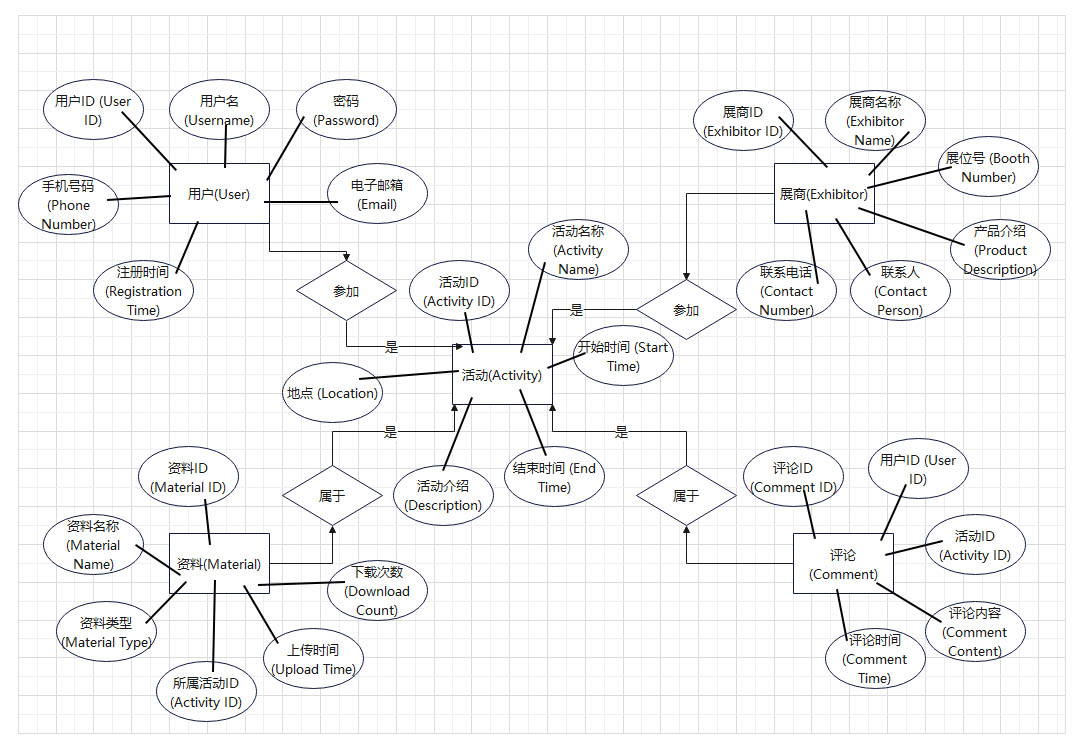 用户ID (User
ID)
用户名
(Username)
密码
(Password)
手机号码
(Phone
Number)
用户(User)
电子邮箱
(Email)
注册时间
(Registration
Time)
参加
是
展商ID
(Exhibitor ID)
展商名称
(Exhibitor
Name)
展位号 (Booth
Number)
展商(Exhibitor)
产品介绍
(Product
Description)
联系电话
(Contact
Number)
联系人
(Contact
Person)
参加
是
活动名称
(Activity
Name)
活动ID
(Activity ID)
开始时间 (Start
Time)
活动(Activity)
地点 (Location)
活动介绍
(Description)
结束时间 (End
Time)
是
属于
资料ID
(Material ID)
资料名称
(Material
Name)
资料(Material)
下载次数
(Download
Count)
资料类型
(Material Type)
上传时间
(Upload Time)
所属活动ID
(Activity ID)
是
属于
评论ID
(Comment ID)
用户ID (User
ID)
活动ID
(Activity ID)
评论
(Comment)
评论内容
(Comment
Content)
评论时间
(Comment
Time)